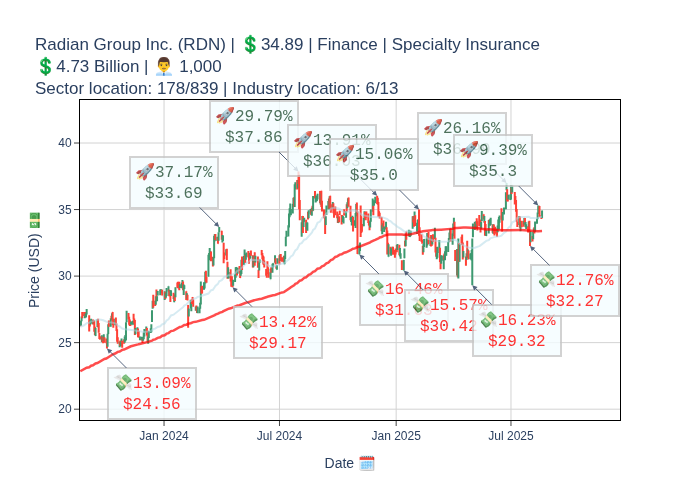 Radian Group Inc. (RDN) | 💲34.89 | Finance | Specialty Insurance
💲4.73 Billion | 👨‍💼 1,000
Sector location: 178/839 | Industry location: 6/13
🚀29.79%
$37.86
🚀26.16%
🚀15.06%
$35.0
🚀9.39%
$35.3
🚀37.17%
$33.69
💸12.76%
$32.27
💸15.57%
$30.42
💸16.23%
$29.32
💸13.42%
$29.17
💸13.09%
$24.56
40
35
30
25
20
Price (USD) 💵
Jan 2024
Jul 2024
Jan 2025
Jul 2025
Date 🗓️